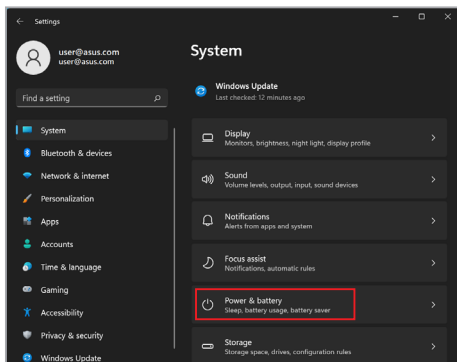 Settings
user@asus.com
user@asus.com
Find a setting
System
Bluetooth & devices
Network & internet
Personalization
Apps
Accounts
Time & language
Gaming
Accessibility
Privacy & security
Windows Update
System
Windows Update
Last checked: 12 minutes ago
Display
Monitors, brightness, night light, display profile
Sound
Volume levels, output, input, sound devices
Notifications
Alerts from apps and system
Focus assist
Notifications, automatic rules
Power & battery
Sleep, battery usage, battery saver
Storage
Storage space, drives, configuration rules